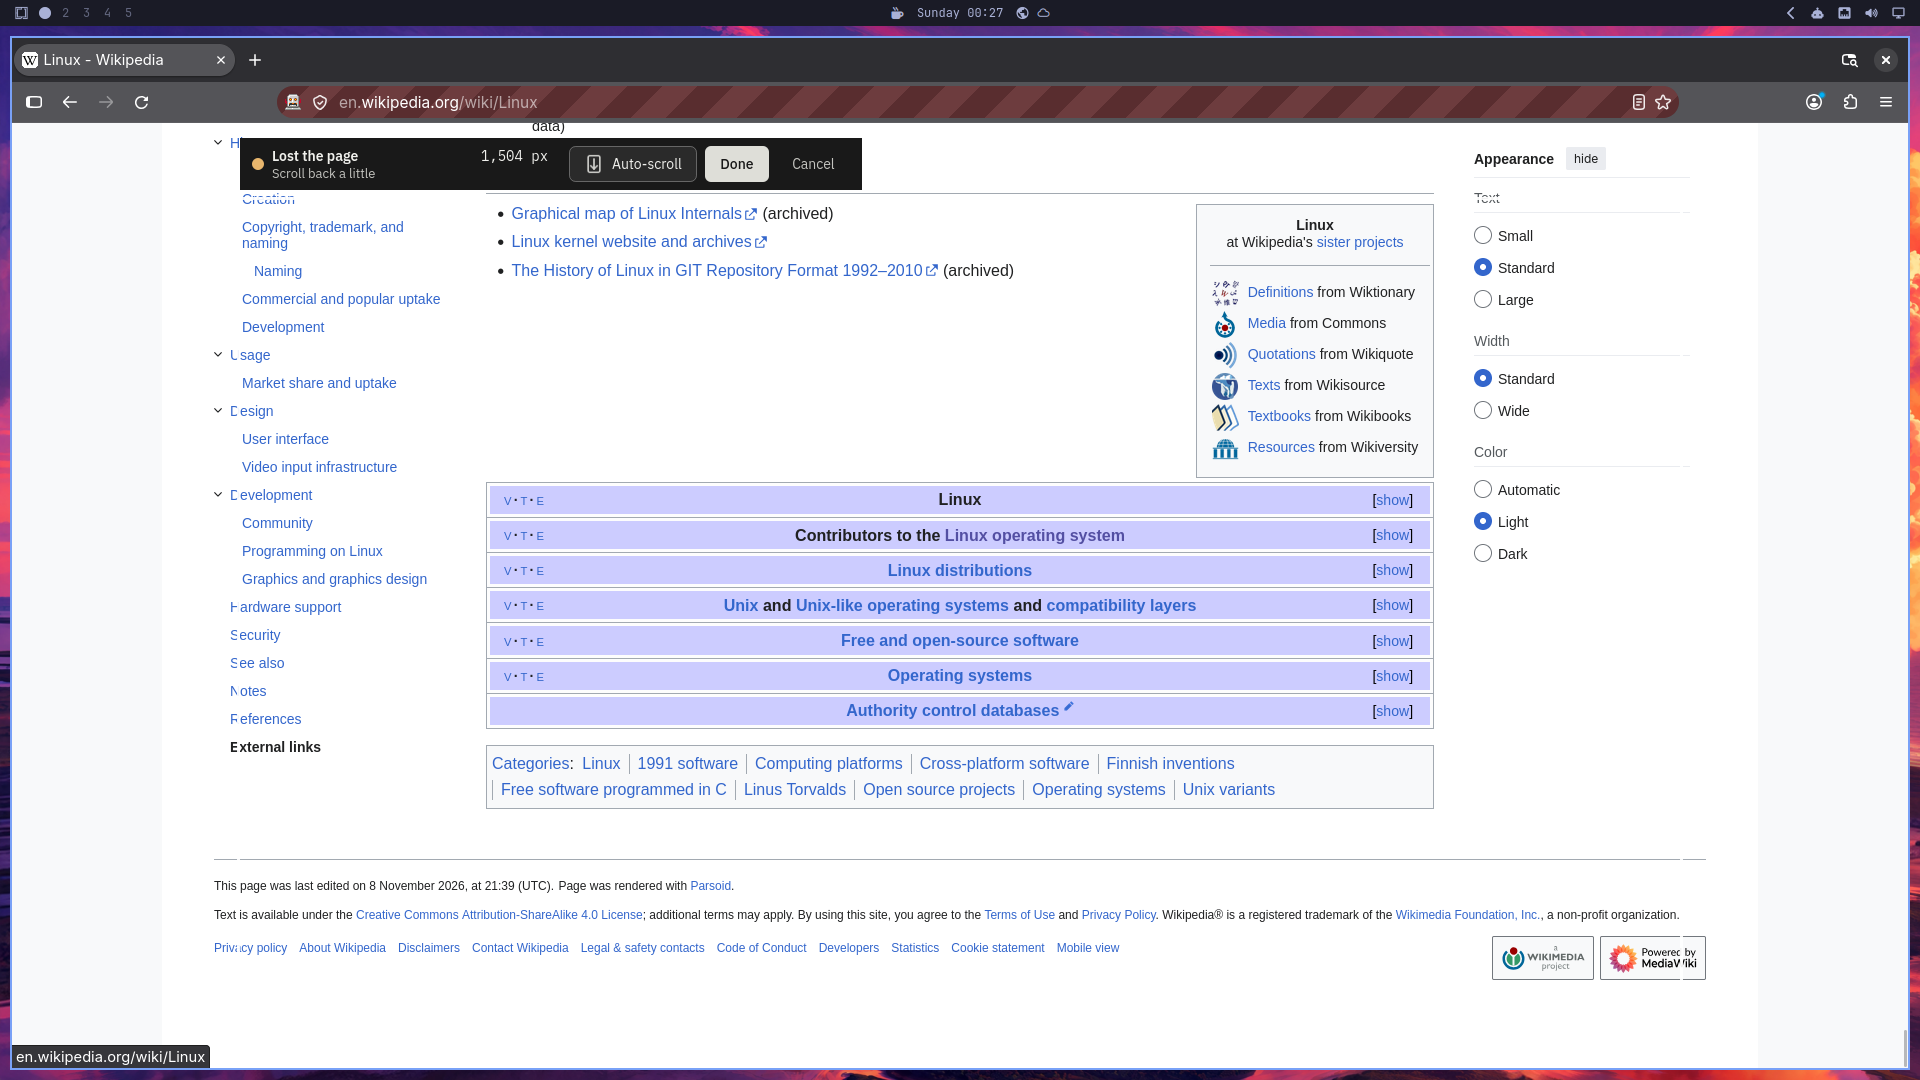 2 3 4 5
Sunday 00:27
Linux - Wikipedia
en.wikipedia.org/wiki/Linux
data)
Lost the page
Scroll back a little
1,504 px
Auto-scroll
Done
Cancel
Creation
Copyright, trademark, and
naming
Naming
Commercial and popular uptake
Development
Usage
Market share and uptake
Design
User interface
Video input infrastructure
Development
Community
Programming on Linux
Graphics and graphics design
Hardware support
Security
See also
Notes
References
External links
Graphical map of Linux Internals (archived)
Linux kernel website and archives
The History of Linux in GIT Repository Format 1992–2010 (archived)
Linux
at Wikipedia's sister projects
Definitions from Wiktionary
Media from Commons
Quotations from Wikiquote
Texts from Wikisource
Textbooks from Wikibooks
Resources from Wikiversity
V · T · E Linux [show]
V · T · E Contributors to the Linux operating system [show]
V · T · E Linux distributions [show]
V · T · E Unix and Unix-like operating systems and compatibility layers [show]
V · T · E Free and open-source software [show]
V · T · E Operating systems [show]
Authority control databases [show]
Categories: Linux | 1991 software | Computing platforms | Cross-platform software | Finnish inventions
| Free software programmed in C | Linus Torvalds | Open source projects | Operating systems | Unix variants
Appearance hide
Text
Small
Standard
Large
Width
Standard
Wide
Color
Automatic
Light
Dark
This page was last edited on 8 November 2026, at 21:39 (UTC). Page was rendered with Parsoid.
Text is available under the Creative Commons Attribution-ShareAlike 4.0 License; additional terms may apply. By using this site, you agree to the Terms of Use and Privacy Policy. Wikipedia® is a registered trademark of the Wikimedia Foundation, Inc., a non-profit organization.
Privacy policy About Wikipedia Disclaimers Contact Wikipedia Legal & safety contacts Code of Conduct Developers Statistics Cookie statement Mobile view
a
WIKIMEDIA
project
Powered by
MediaWiki
en.wikipedia.org/wiki/Linux